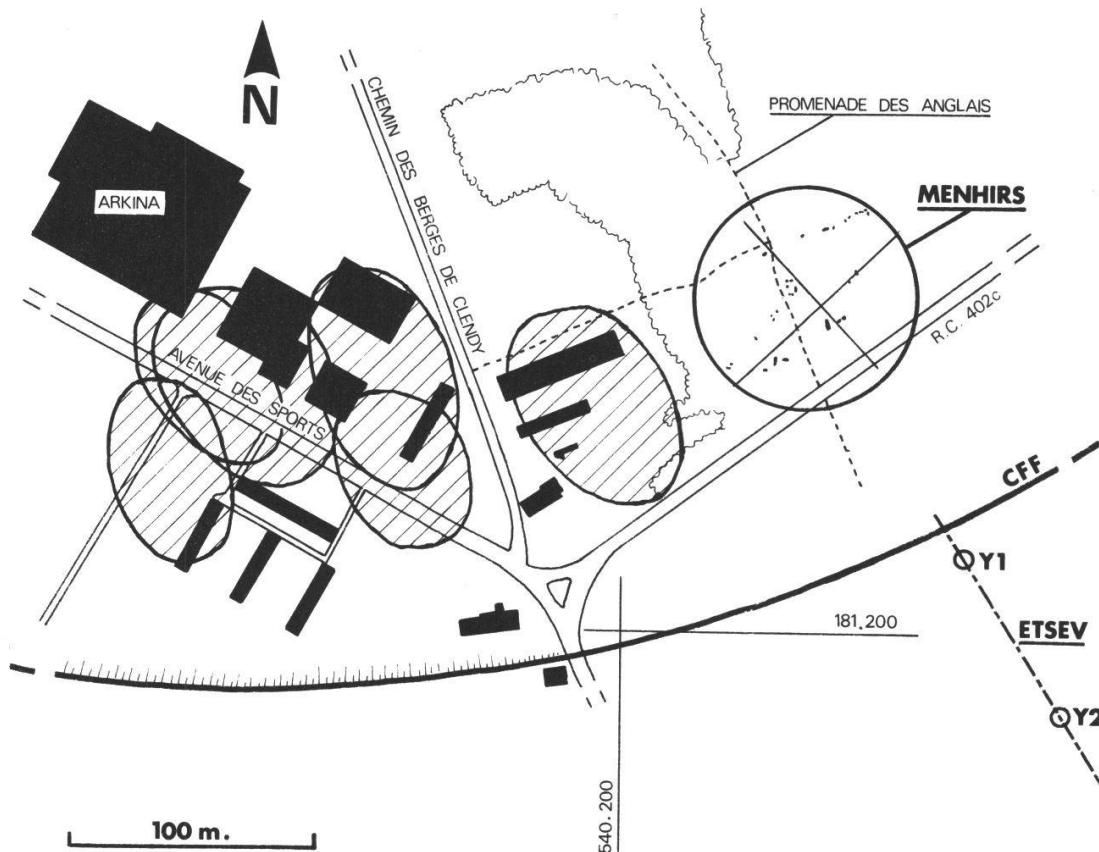 N
CHEMIN DES BERGES DE CLENDY
PROMENADE DES ANGLAIS
ARKINA
MENHIRS
R.C. 402c
AVENUE DES SPORTS
CFF
Y1
181.200
ETSEV
Y2
540.200
100 m.